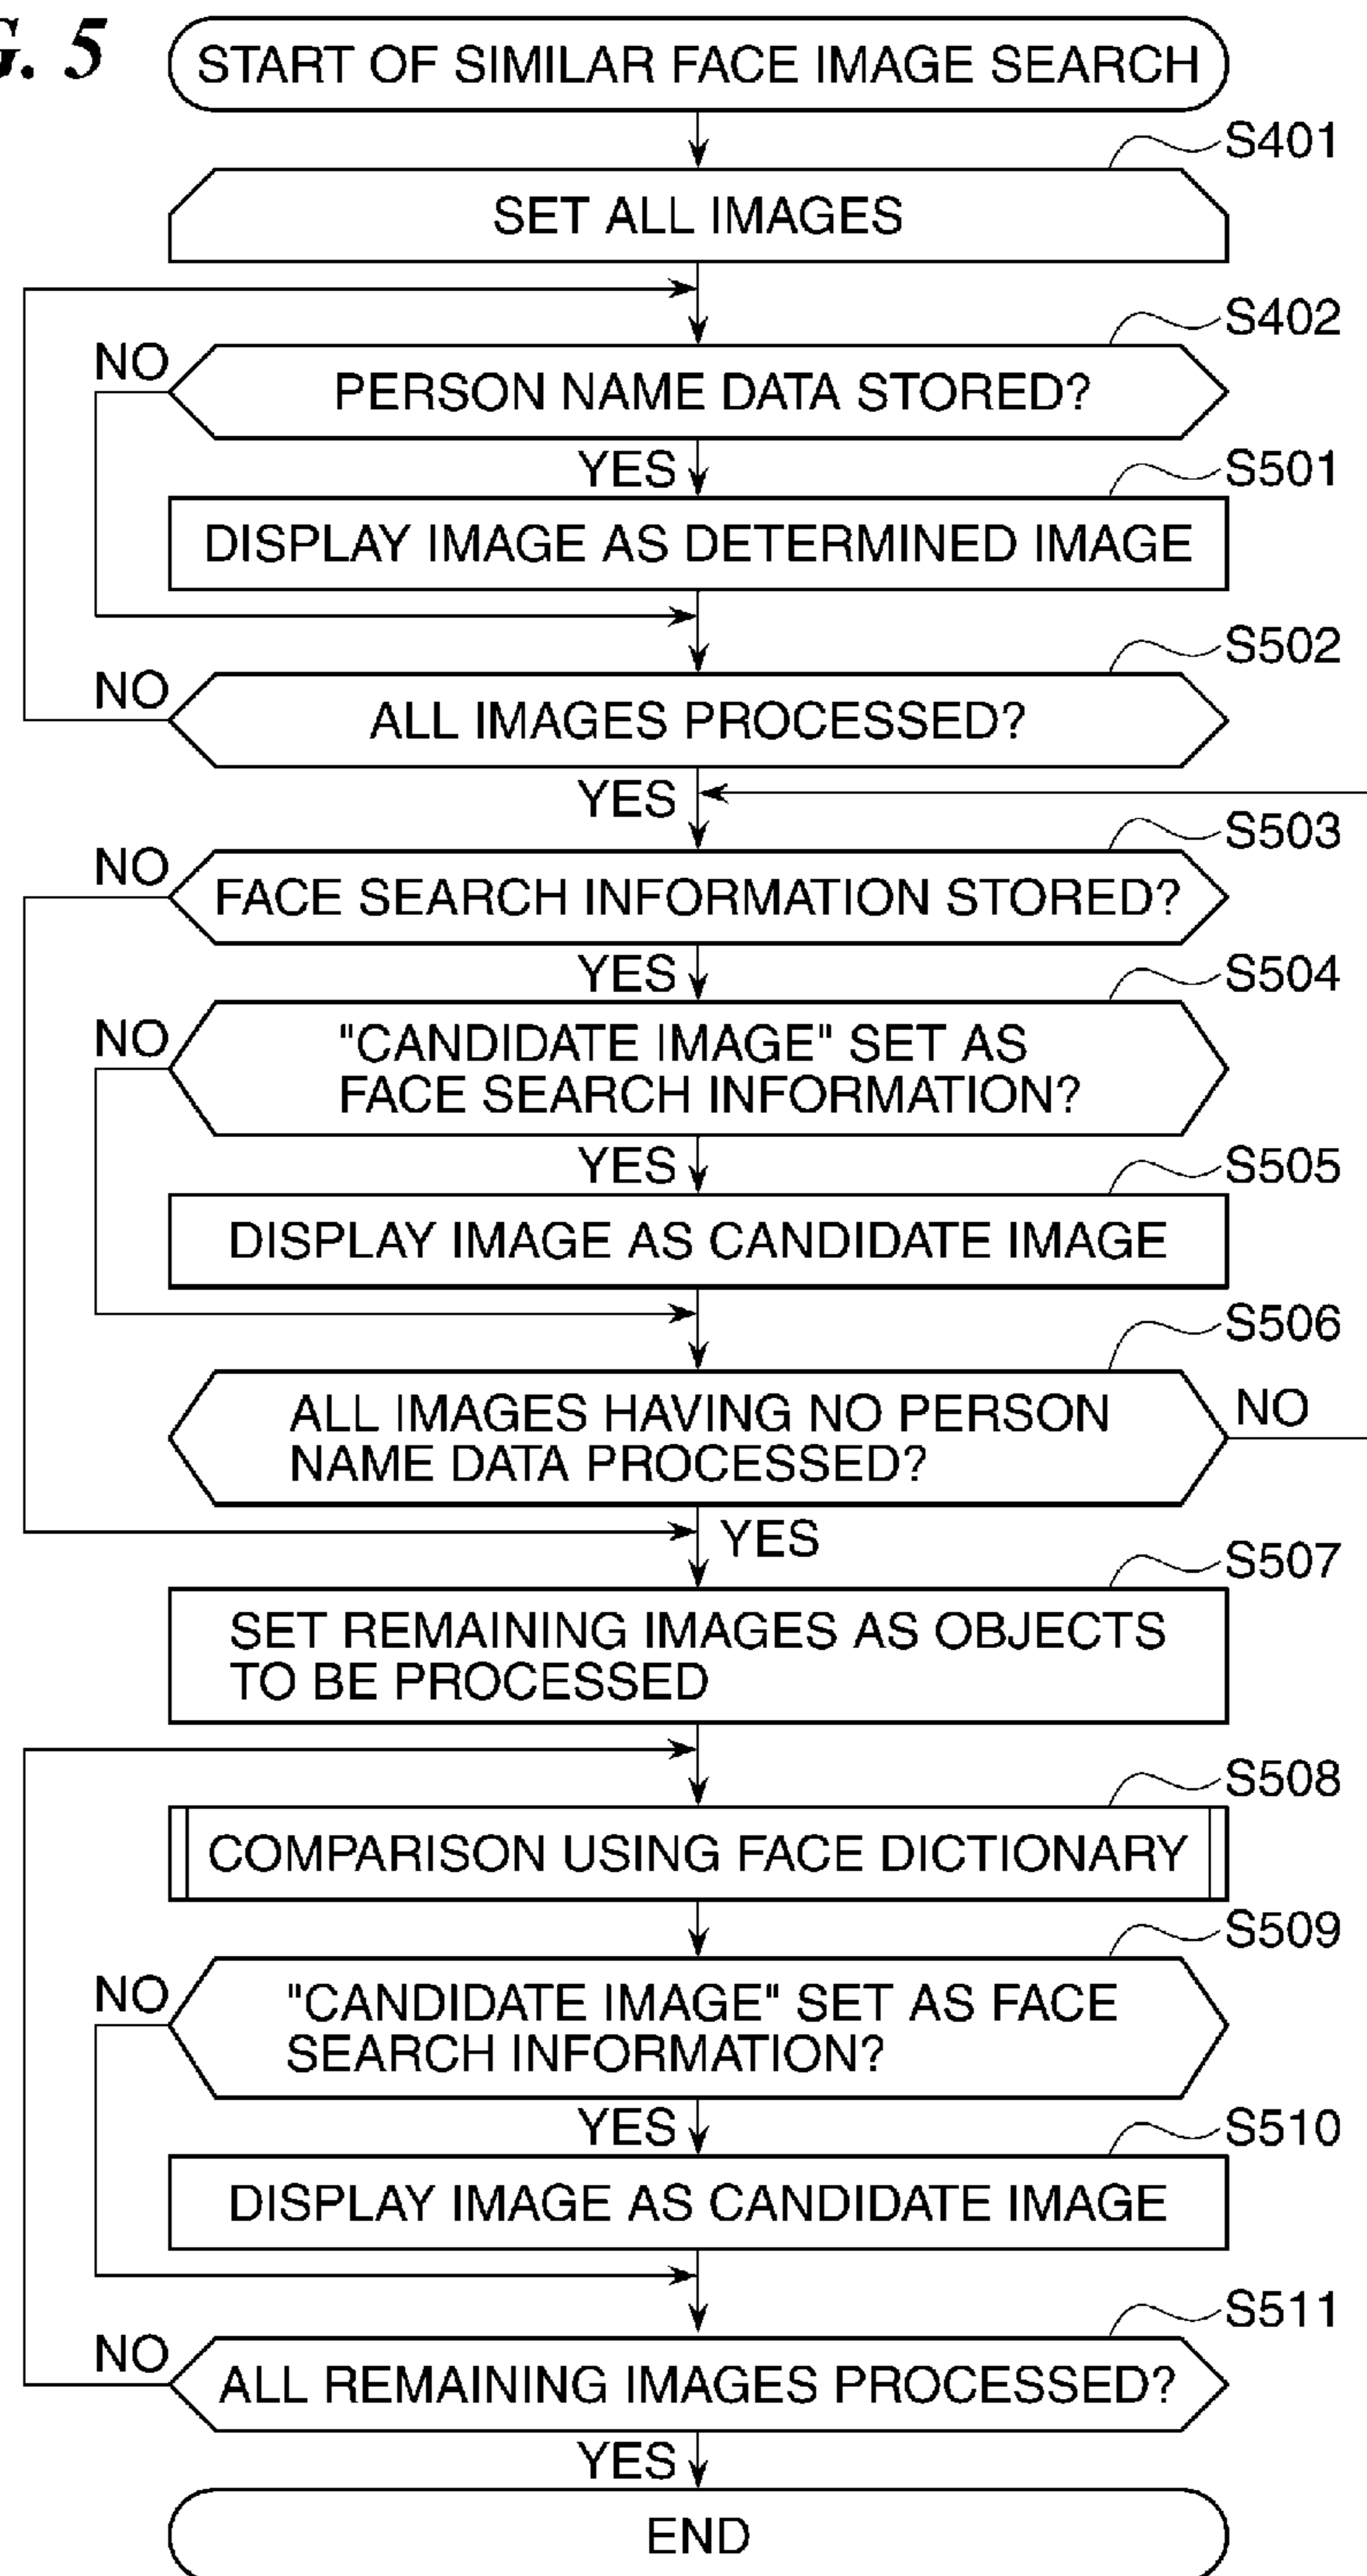 G. 5
START OF SIMILAR FACE IMAGE SEARCH
S401
SET ALL IMAGES
S402
NO
PERSON NAME DATA STORED?
YES
S501
DISPLAY IMAGE AS DETERMINED IMAGE
S502
NO
ALL IMAGES PROCESSED?
YES
S503
NO
FACE SEARCH INFORMATION STORED?
YES
S504
NO
"CANDIDATE IMAGE" SET AS
FACE SEARCH INFORMATION?
YES
S505
DISPLAY IMAGE AS CANDIDATE IMAGE
S506
ALL IMAGES HAVING NO PERSON
NAME DATA PROCESSED?
NO
YES
S507
SET REMAINING IMAGES AS OBJECTS
TO BE PROCESSED
S508
COMPARISON USING FACE DICTIONARY
S509
NO
"CANDIDATE IMAGE" SET AS FACE
SEARCH INFORMATION?
YES
S510
DISPLAY IMAGE AS CANDIDATE IMAGE
S511
NO
ALL REMAINING IMAGES PROCESSED?
YES
END